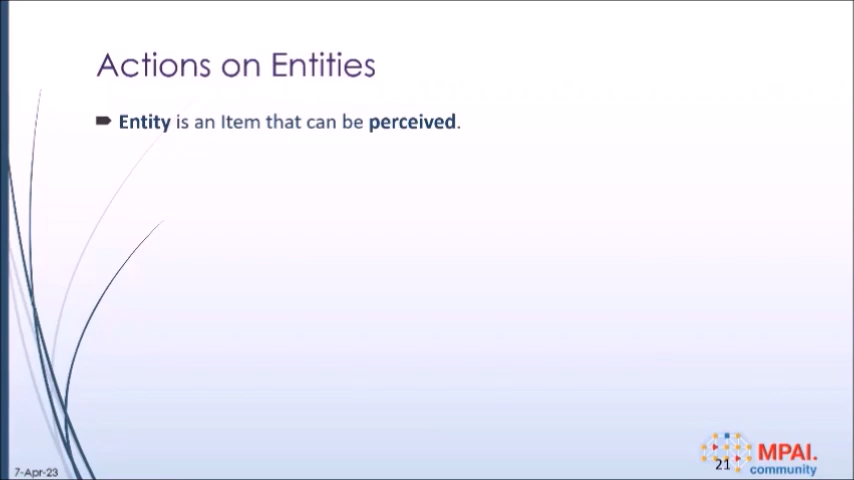 Actions on Entities
Entity is an Item that can be perceived.
7-Apr-23
21
MPAI.
community